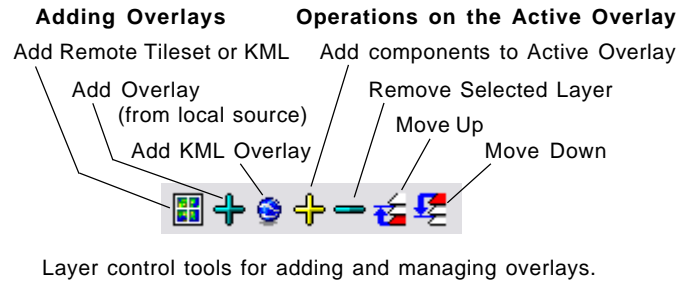 Adding Overlays
Operations on the Active Overlay
Add Remote Tileset or KML
Add components to Active Overlay
Add Overlay
(from local source)
Remove Selected Layer
Move Up
Add KML Overlay
Move Down
Layer control tools for adding and managing overlays.